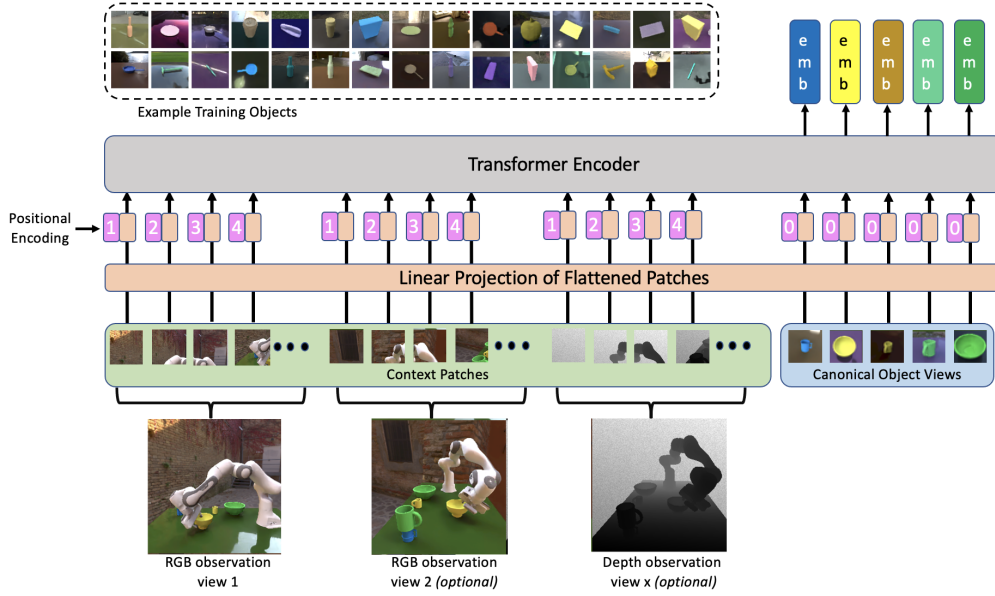 Example Training Objects
e
m
b
e
m
b
e
m
b
e
m
b
e
m
b
Transformer Encoder
Positional
Encoding
1 2 3 4 1 2 3 4 1 2 3 4 0 0 0 0 0
Linear Projection of Flattened Patches
Context Patches
Canonical Object Views
RGB observation
view 1
RGB observation
view 2 (optional)
Depth observation
view x (optional)